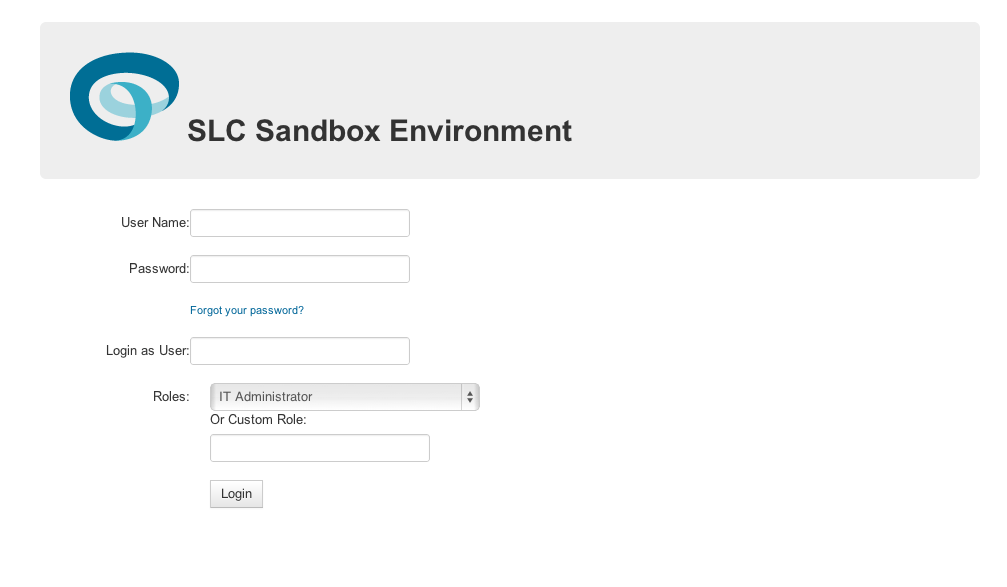 SLC Sandbox Environment
User Name:
Password:
Forgot your password?
Login as User:
Roles: IT Administrator
Or Custom Role:
Login